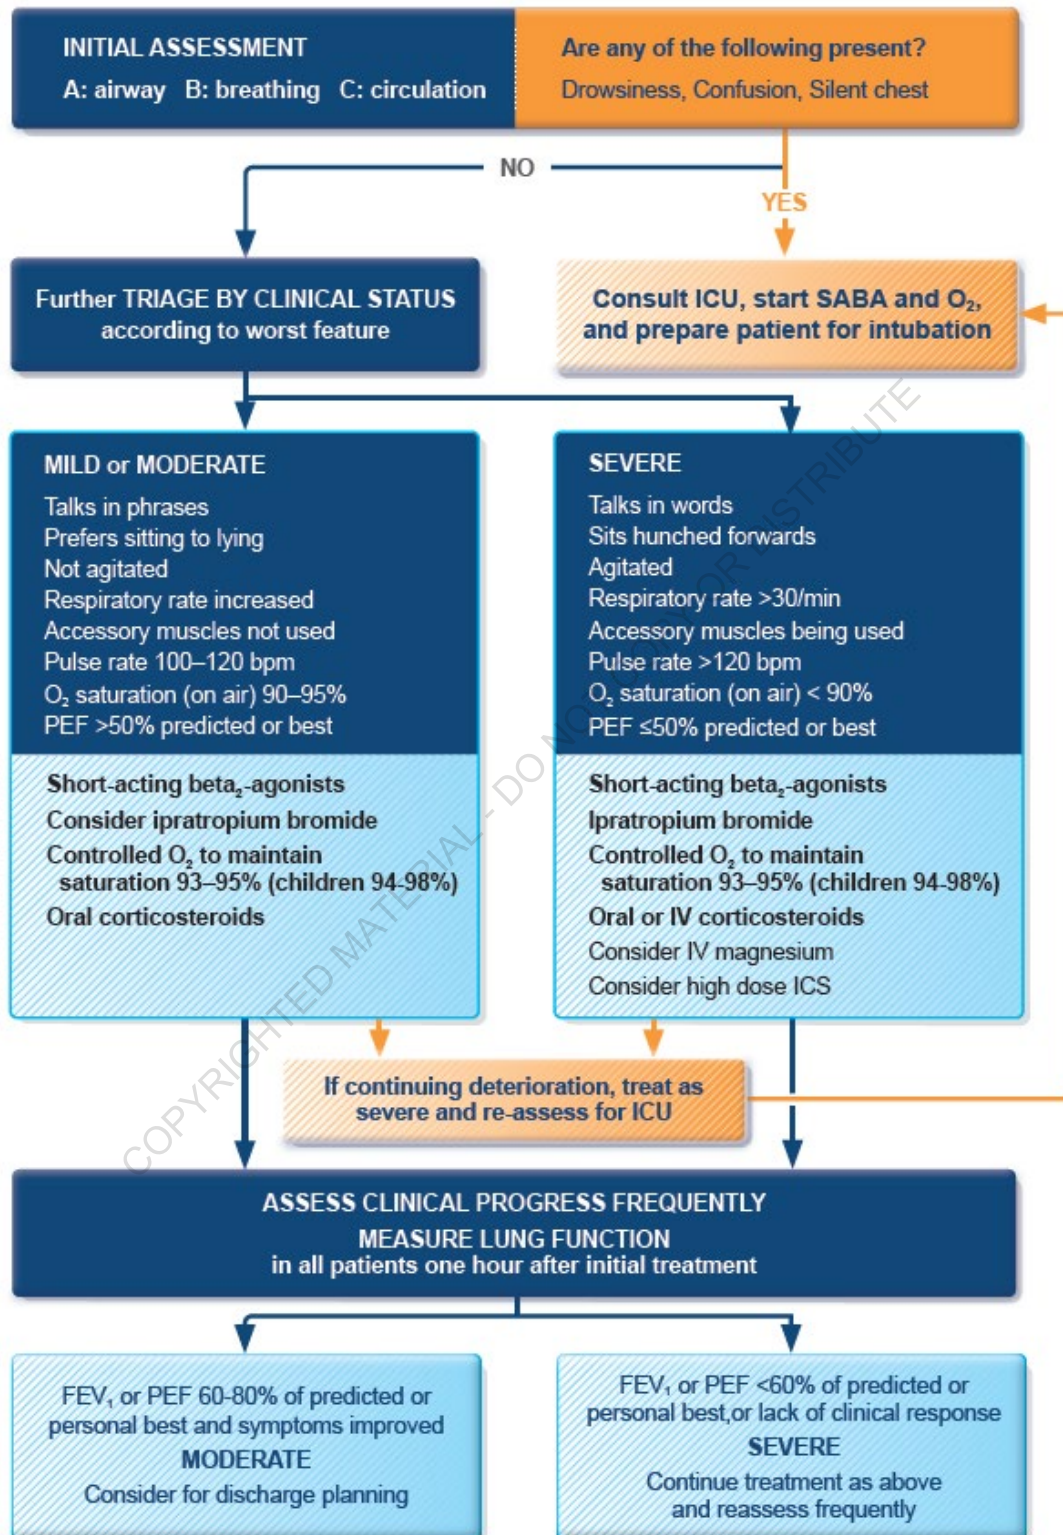 INITIAL ASSESSMENT
A: airway B: breathing C: circulation
Are any of the following present?
Drowsiness, Confusion, Silent chest
NO
YES
Further TRIAGE BY CLINICAL STATUS
according to worst feature
Consult ICU, start SABA and O₂,
and prepare patient for intubation
MILD or MODERATE
Talks in phrases
Prefers sitting to lying
Not agitated
Respiratory rate increased
Accessory muscles not used
Pulse rate 100–120 bpm
O₂ saturation (on air) 90–95%
PEF >50% predicted or best
Short-acting beta₂-agonists
Consider ipratropium bromide
Controlled O₂ to maintain
saturation 93–95% (children 94-98%)
Oral corticosteroids
SEVERE
Talks in words
Sits hunched forwards
Agitated
Respiratory rate >30/min
Accessory muscles being used
Pulse rate >120 bpm
O₂ saturation (on air) < 90%
PEF ≤50% predicted or best
Short-acting beta₂-agonists
Ipratropium bromide
Controlled O₂ to maintain
saturation 93–95% (children 94-98%)
Oral or IV corticosteroids
Consider IV magnesium
Consider high dose ICS
If continuing deterioration, treat as
severe and re-assess for ICU
ASSESS CLINICAL PROGRESS FREQUENTLY
MEASURE LUNG FUNCTION
in all patients one hour after initial treatment
FEV₁ or PEF 60-80% of predicted or
personal best and symptoms improved
MODERATE
Consider for discharge planning
FEV₁ or PEF <60% of predicted or
personal best,or lack of clinical response
SEVERE
Continue treatment as above
and reassess frequently
COPYRIGHTED MATERIAL - DO NOT COPY OR DISTRIBUTE